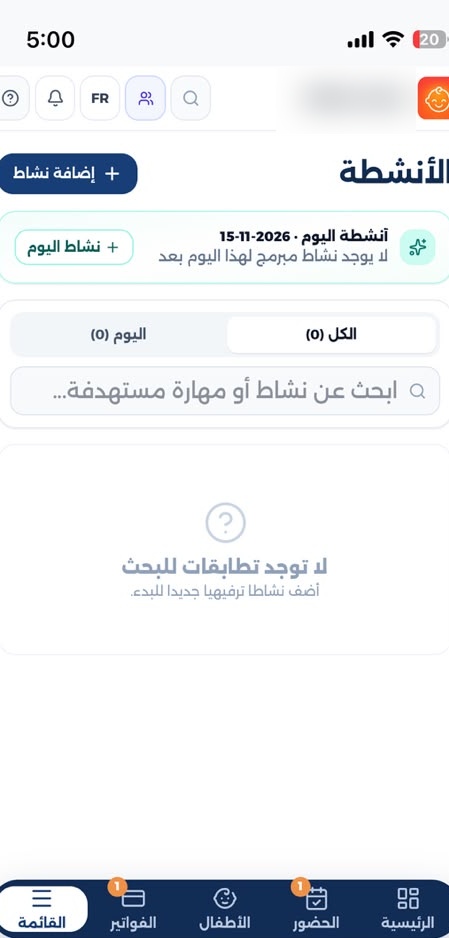 5:00
20
FR
الأنشطة
إضافة نشاط
أنشطة اليوم · 2026-11-15
لا يوجد نشاط مبرمج لهذا اليوم بعد
نشاط اليوم
الكل (0)
اليوم (0)
ابحث عن نشاط أو مهارة مستهدفة...
لا توجد تطابقات للبحث
أضف نشاطا ترفيهيا جديدا للبدء.
الرئيسية
1
الحضور
الأطفال
1
الفواتير
القائمة